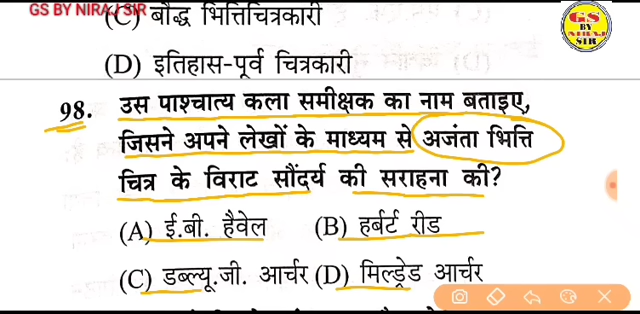 GS BY NIRAJ SIR
(C) बौद्ध भित्तिचित्रकारी
GS
BY
NIRAJ
SIR
(D) इतिहास-पूर्व चित्रकारी
98. उस पाश्चात्य कला समीक्षक का नाम बताइए,
जिसने अपने लेखों के माध्यम से अजंता भित्ति
चित्र के विराट सौंदर्य की सराहना की?
(A) ई.बी. हैवेल (B) हर्बर्ट रीड
(C) डब्ल्यू.जी. आर्चर (D) मिल्ड्रेड आर्चर